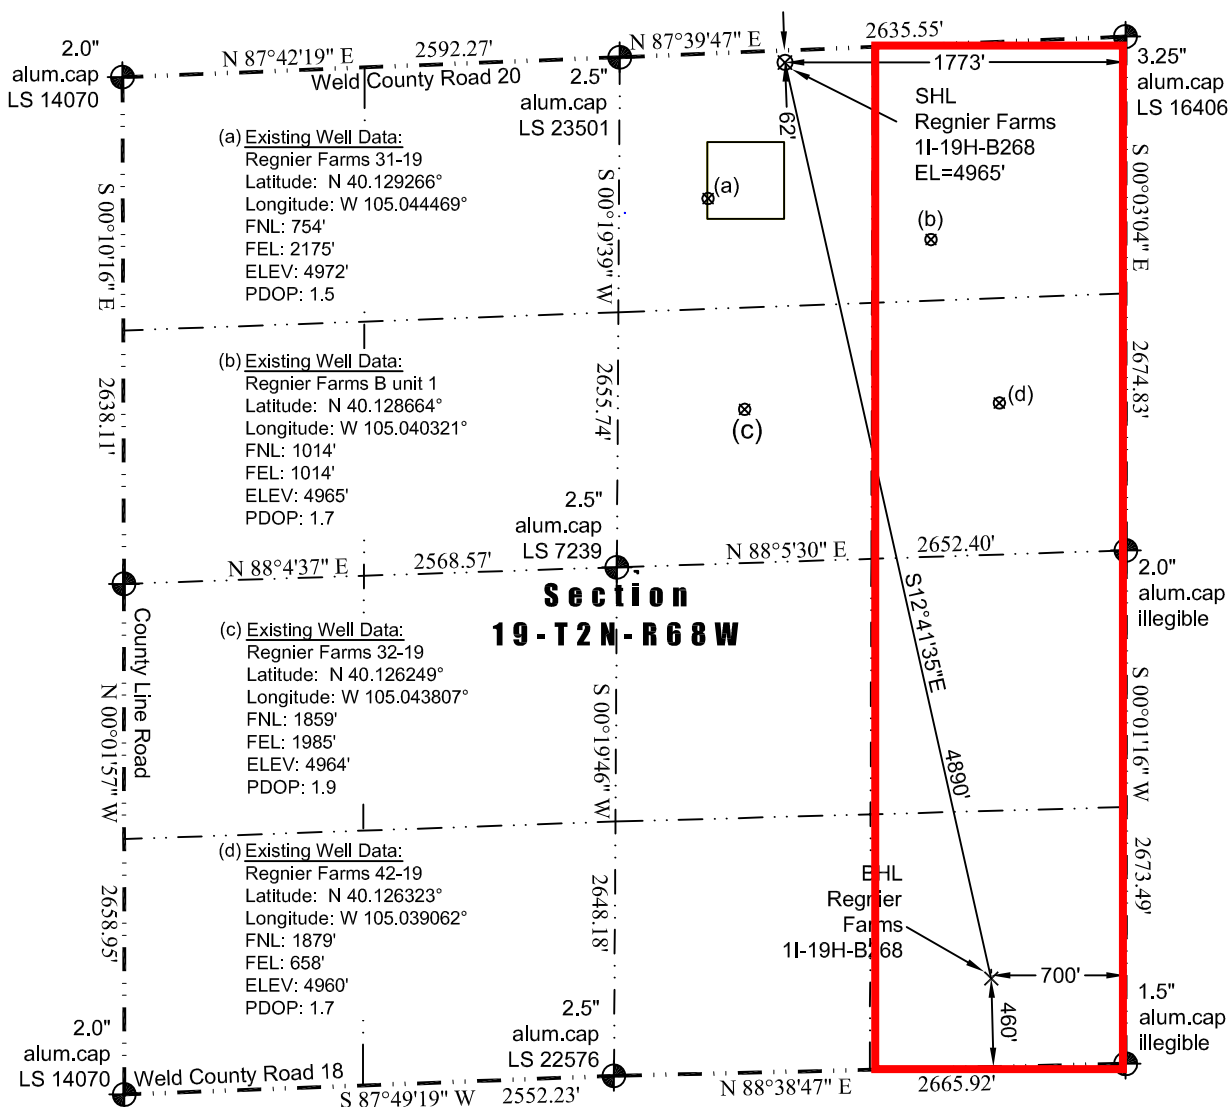 2.0"
alum.cap
LS 14070
N 87°42'19" E
2592.27'
Weld County Road 20
2.5"
alum.cap
LS 23501
N 87°39'47" E
2635.55'
1773'
3.25"
alum.cap
LS 16406
62'
SHL
Regnier Farms
1I-19H-B268
EL=4965'
(a) Existing Well Data:
Regnier Farms 31-19
Latitude: N 40.129266°
Longitude: W 105.044469°
FNL: 754'
FEL: 2175'
ELEV: 4972'
PDOP: 1.5
S 00°10'16" E
S 00°19'39" W
S 00°03'04" E
(a)
(b)
(b) Existing Well Data:
Regnier Farms B unit 1
Latitude: N 40.128664°
Longitude: W 105.040321°
FNL: 1014'
FEL: 1014'
ELEV: 4965'
PDOP: 1.7
2638.11'
2655.74'
2674.83'
(c)
(d)
2.5"
alum.cap
LS 7239
N 88°4'37" E
2568.57'
N 88°5'30" E
2652.40'
2.0"
alum.cap
illegible
Section
19-T2N-R68W
S12°41'35"E
4890'
(c) Existing Well Data:
Regnier Farms 32-19
Latitude: N 40.126249°
Longitude: W 105.043807°
FNL: 1859'
FEL: 1985'
ELEV: 4964'
PDOP: 1.9
County Line Road
N 00°01'57" W
S 00°19'46" W
S 00°01'16" W
(d) Existing Well Data:
Regnier Farms 42-19
Latitude: N 40.126323°
Longitude: W 105.039062°
FNL: 1879'
FEL: 658'
ELEV: 4960'
PDOP: 1.7
2658.95'
2648.18'
2673.49'
BHL
Regnier
Farms
1I-19H-B268
700'
460'
2.0"
alum.cap
LS 14070
Weld County Road 18
S 87°49'19" W
2552.23'
2.5"
alum.cap
LS 22576
N 88°38'47" E
2665.92'
1.5"
alum.cap
illegible